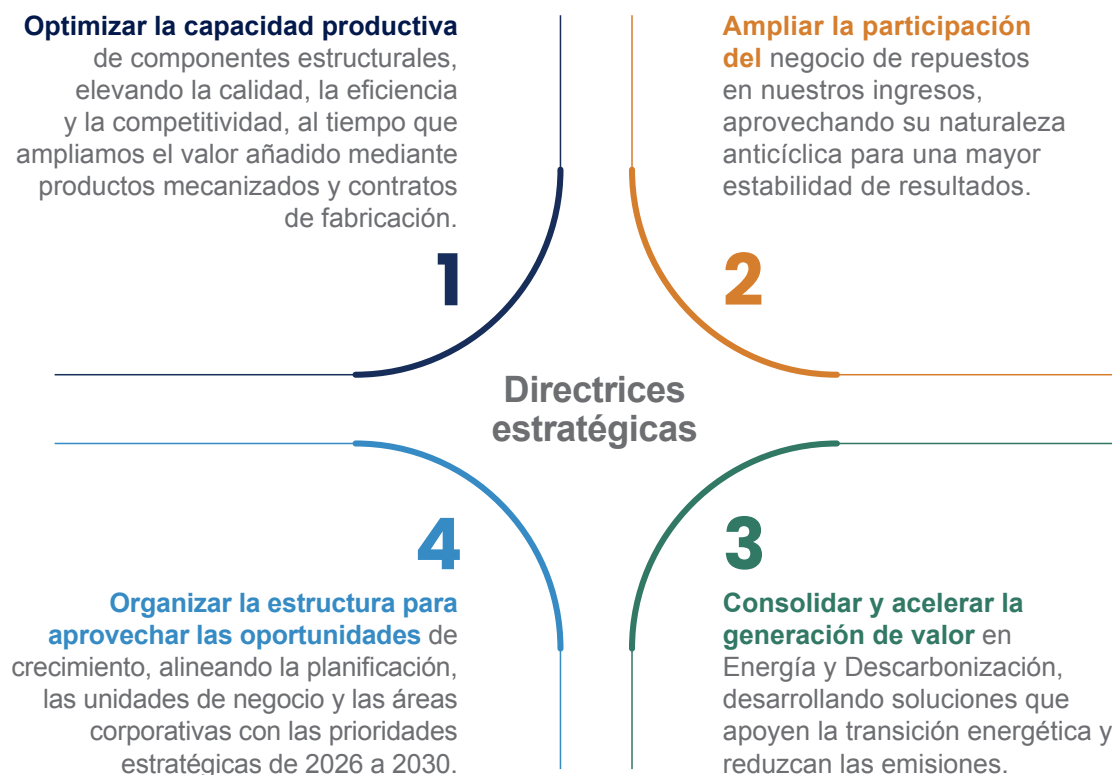 Optimizar la capacidad productiva
de componentes estructurales,
elevando la calidad, la eficiencia
y la competitividad, al tiempo que
ampliamos el valor añadido mediante
productos mecanizados y contratos
de fabricación.
1
Ampliar la participación
del negocio de repuestos
en nuestros ingresos,
aprovechando su naturaleza
anticíclica para una mayor
estabilidad de resultados.
2
Directrices
estratégicas
3
Consolidar y acelerar la
generación de valor en
Energía y Descarbonización,
desarrollando soluciones que
apoyen la transición energética y
reduzcan las emisiones.
4
Organizar la estructura para
aprovechar las oportunidades de
crecimiento, alineando la planificación,
las unidades de negocio y las áreas
corporativas con las prioridades
estratégicas de 2026 a 2030.